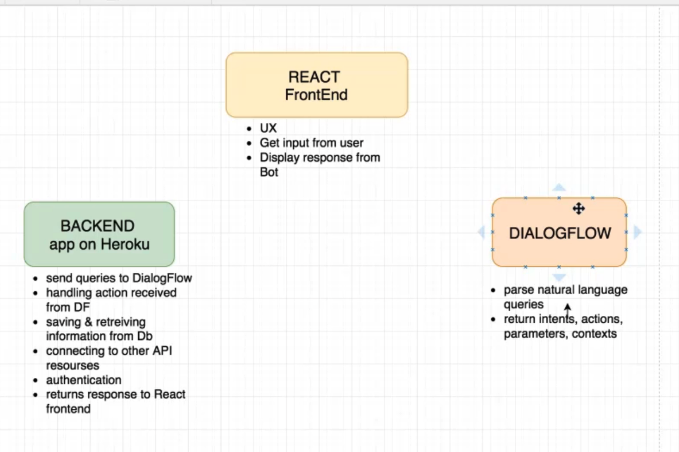 REACT
FrontEnd
• UX
• Get input from user
• Display response from
Bot
BACKEND
app on Heroku
• send queries to DialogFlow
• handling action received
from DF
• saving & retreiving
information from Db
• connecting to other API
resourses
• authentication
• returns response to React
frontend
DIALOGFLOW
• parse natural language
queries
• return intents, actions,
parameters, contexts